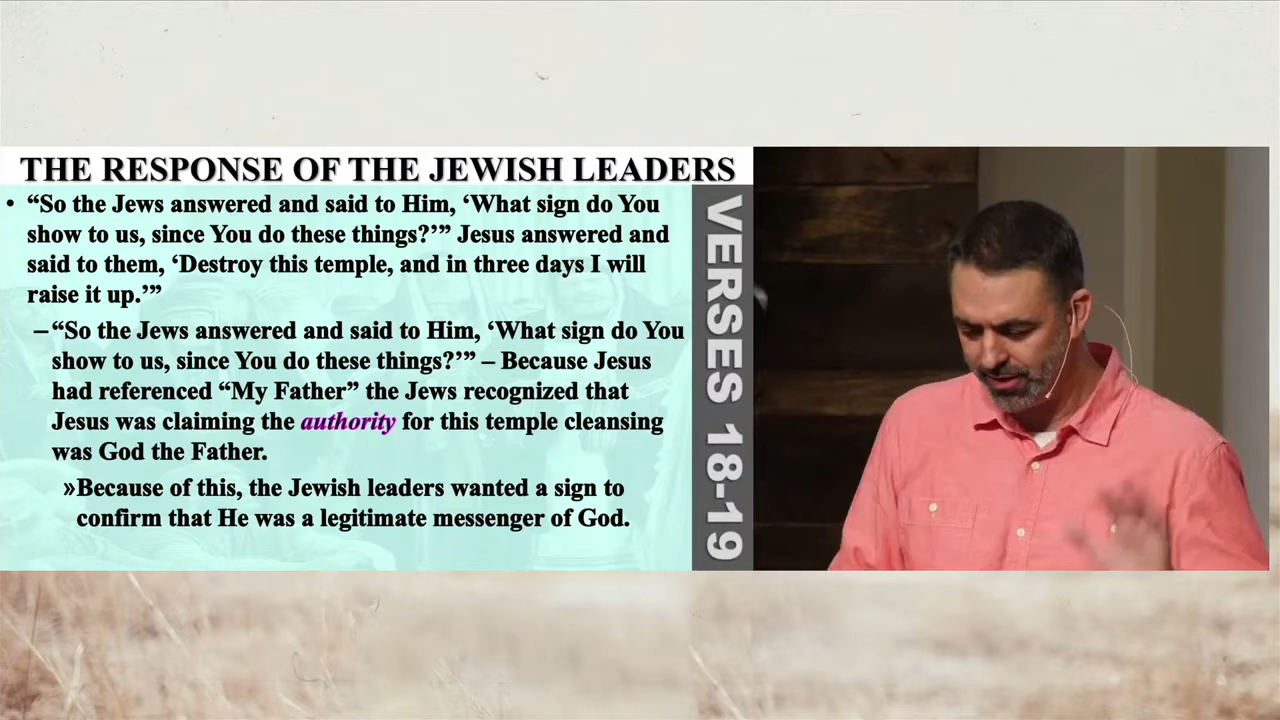 THE RESPONSE OF THE JEWISH LEADERS
• “So the Jews answered and said to Him, ‘What sign do You
show to us, since You do these things?’” Jesus answered and
said to them, ‘Destroy this temple, and in three days I will
raise it up.’”
– “So the Jews answered and said to Him, ‘What sign do You
show to us, since You do these things?’” – Because Jesus
had referenced “My Father” the Jews recognized that
Jesus was claiming the authority for this temple cleansing
was God the Father.
»Because of this, the Jewish leaders wanted a sign to
confirm that He was a legitimate messenger of God.
VERSES 18-19